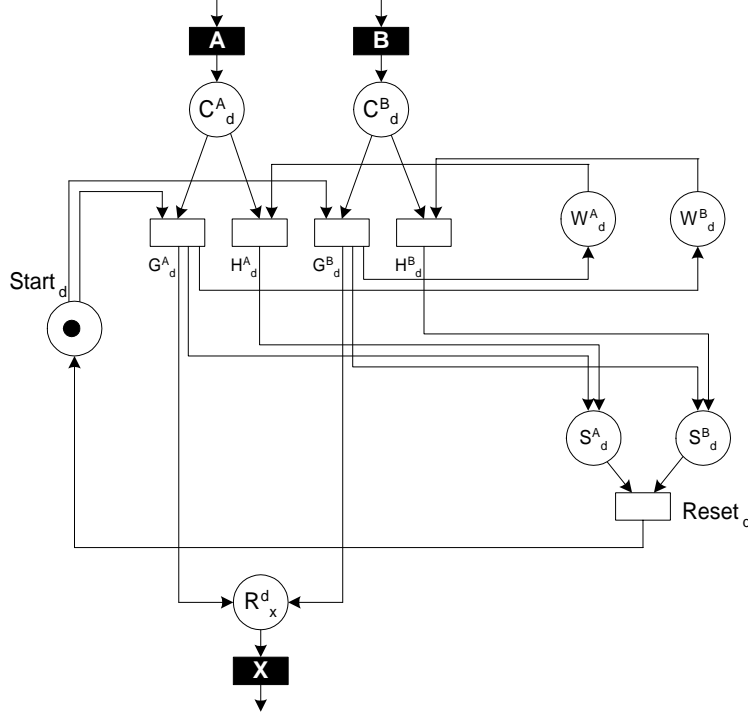 A B
C^A_d C^B_d
W^A_d W^B_d
G^A_d H^A_d G^B_d H^B_d
Start_d
S^A_d S^B_d
Reset_d
R^d_x
X